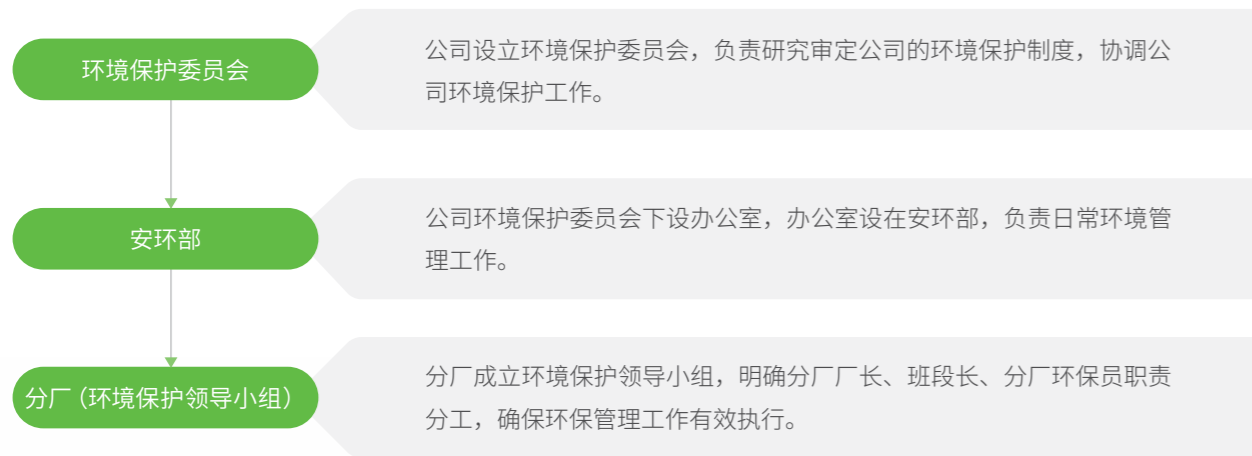 环境保护委员会
公司设立环境保护委员会，负责研究审定公司的环境保护制度，协调公
司环境保护工作。
安环部
公司环境保护委员会下设办公室，办公室设在安环部，负责日常环境管
理工作。
分厂（环境保护领导小组）
分厂成立环境保护领导小组，明确分厂厂长、班段长、分厂环保员职责
分工，确保环保管理工作有效执行。